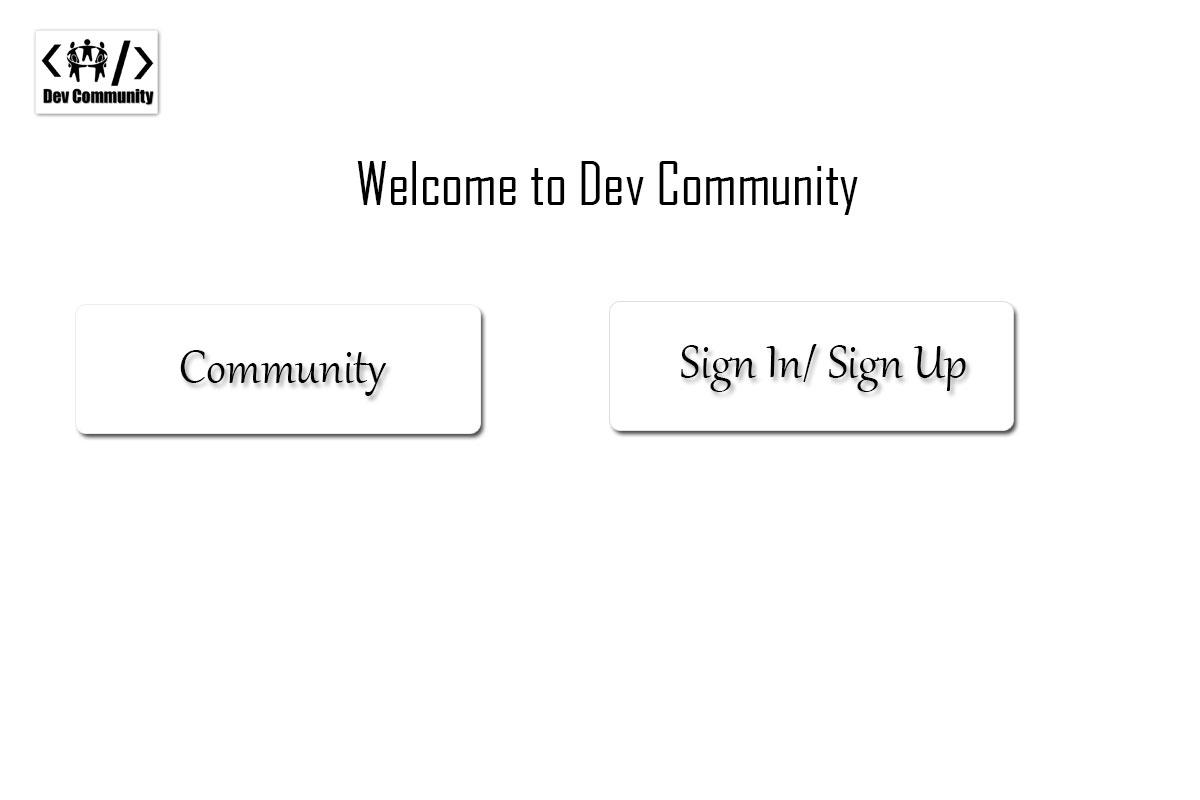 Dev Community
Welcome to Dev Community
Community
Sign In/ Sign Up